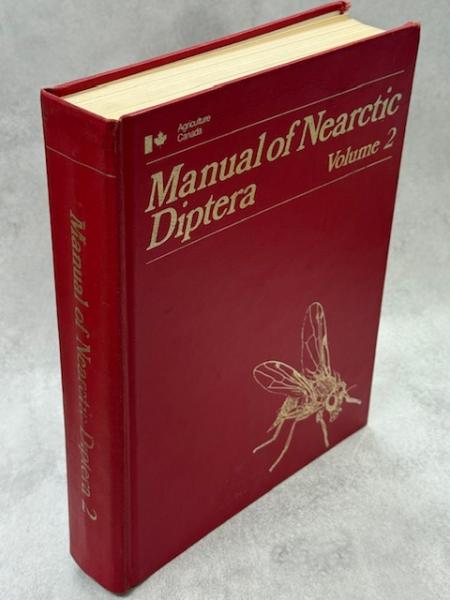 Agriculture
Canada
Manual of Nearctic
Diptera
Volume 2
Manual of Nearctic Diptera 2